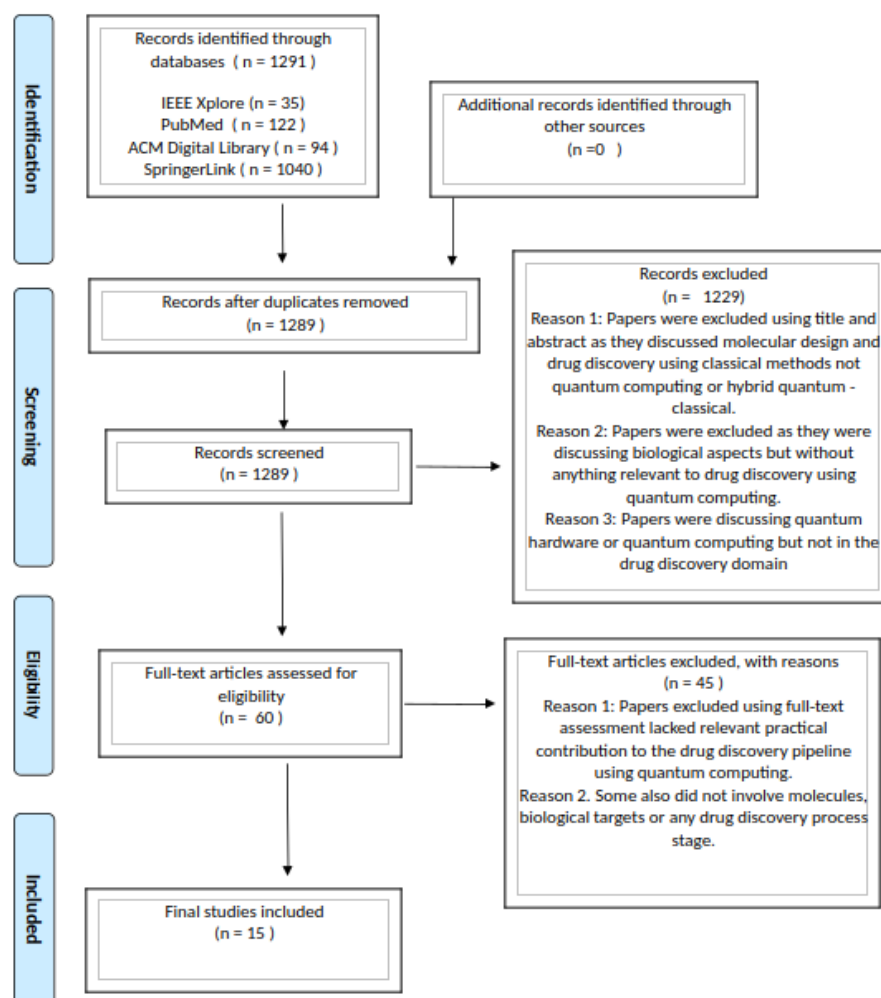 Identification
Records identified through
databases ( n = 1291 )
IEEE Xplore (n = 35)
PubMed ( n = 122 )
ACM Digital Library ( n = 94 )
SpringerLink ( n = 1040 )
Additional records identified through
other sources
(n =0 )
Screening
Records after duplicates removed
(n = 1289 )
Records screened
(n = 1289 )
Records excluded
(n = 1229)
Reason 1: Papers were excluded using title and
abstract as they discussed molecular design and
drug discovery using classical methods not
quantum computing or hybrid quantum -
classical.
Reason 2: Papers were excluded as they were
discussing biological aspects but without
anything relevant to drug discovery using
quantum computing.
Reason 3: Papers were discussing quantum
hardware or quantum computing but not in the
drug discovery domain
Eligibility
Full-text articles assessed for
eligibility
(n = 60 )
Full-text articles excluded, with reasons
(n = 45 )
Reason 1: Papers excluded using full-text
assessment lacked relevant practical
contribution to the drug discovery pipeline
using quantum computing.
Reason 2. Some also did not involve molecules,
biological targets or any drug discovery process
stage.
Included
Final studies included
(n = 15 )